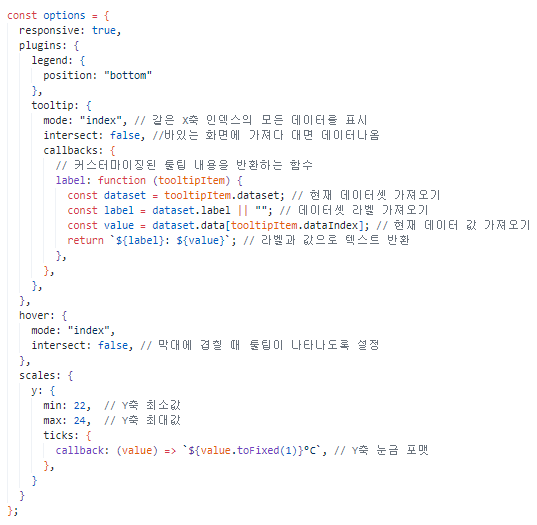 const options = {
  responsive: true,
  plugins: {
    legend: {
      position: "bottom"
    },
    tooltip: {
      mode: "index", // 같은 X축 인덱스의 모든 데이터를 표시
      intersect: false, //바있는 화면에 가져다 대면 데이터나옴
      callbacks: {
        // 커스터마이징된 툴팁 내용을 반환하는 함수
        label: function (tooltipItem) {
          const dataset = tooltipItem.dataset; // 현재 데이터셋 가져오기
          const label = dataset.label || ""; // 데이터셋 라벨 가져오기
          const value = dataset.data[tooltipItem.dataIndex]; // 현재 데이터 값 가져오기
          return `${label}: ${value}`; // 라벨과 값으로 텍스트 반환
        },
      },
    },
  },
  hover: {
    mode: "index",
    intersect: false, // 막대에 겹칠 때 툴팁이 나타나도록 설정
  },
  scales: {
    y: {
      min: 22,  // Y축 최소값
      max: 24,  // Y축 최대값
      ticks: {
        callback: (value) => `${value.toFixed(1)}°C`, // Y축 눈금 포맷
      },
    }
  }
};